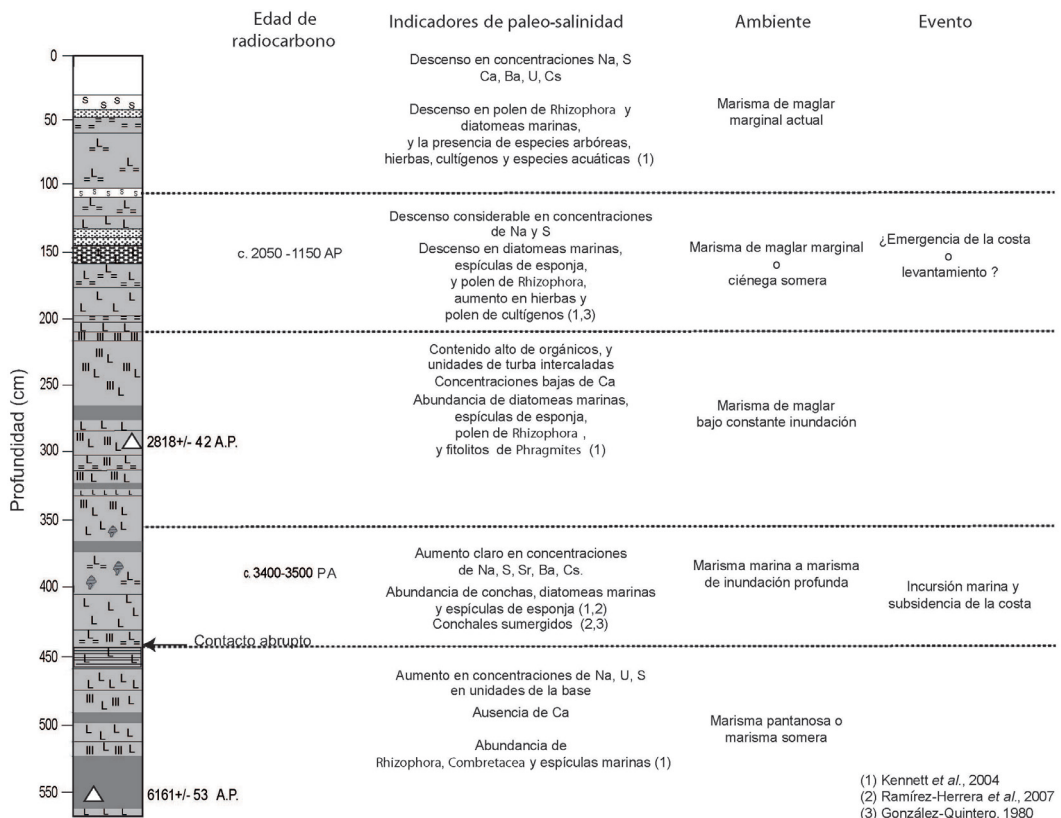 Edad de
radiocarbono
Indicadores de paleo-salinidad
Ambiente
Evento
Profundidad (cm)
0
50
100
150
200
250
300
350
400
450
500
550
Descenso en concentraciones Na, S
Ca, Ba, U, Cs
Descenso en polen de Rhizophora y
diatomeas marinas,
y la presencia de especies arbóreas,
hierbas, cultígenos y especies acuáticas (1)
Marisma de maglar
marginal actual
c. 2050 -1150 AP
Descenso considerable en concentraciones
de Na y S
Descenso en diatomeas marinas,
espículas de esponja,
y polen de Rhizophora,
aumento en hierbas y
polen de cultígenos (1,3)
Marisma de maglar marginal
o
ciénega somera
¿Emergencia de la costa
o
levantamiento ?
2818+/- 42 A.P.
Contenido alto de orgánicos, y
unidades de turba intercaladas
Concentraciones bajas de Ca
Abundancia de diatomeas marinas,
espículas de esponja,
polen de Rhizophora ,
y fitolitos de Phragmites (1)
Marisma de maglar
bajo constante inundación
c. 3400-3500 PA
Aumento claro en concentraciones
de Na, S, Sr, Ba, Cs.
Abundancia de conchas, diatomeas marinas
y espículas de esponja (1,2)
Conchales sumergidos (2,3)
Marisma marina a marisma
de inundación profunda
Incursión marina y
subsidencia de la costa
Contacto abrupto
Aumento en concentraciones de Na, U, S
en unidades de la base
Ausencia de Ca
Abundancia de
Rhizophora, Combretacea y espículas marinas (1)
Marisma pantanosa o
marisma somera
6161+/- 53 A.P.
(1) Kennett et al., 2004
(2) Ramírez-Herrera et al., 2007
(3) González-Quintero, 1980